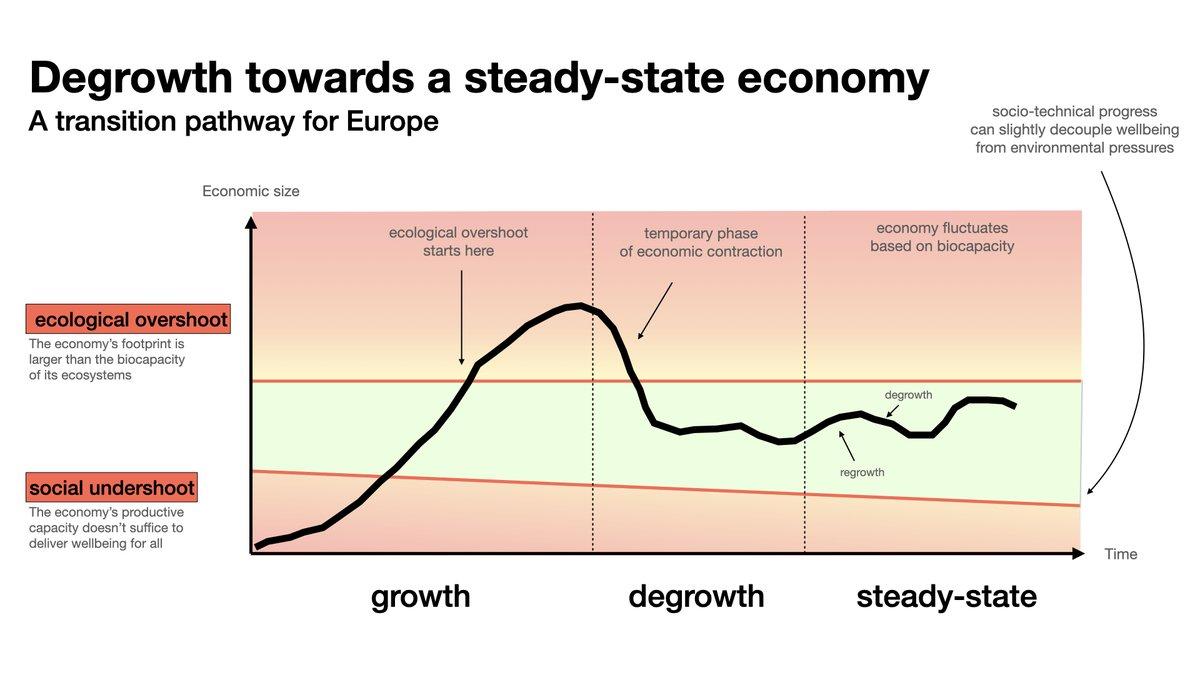 Degrowth towards a steady-state economy
A transition pathway for Europe
socio-technical progress
can slightly decouple wellbeing
from environmental pressures
Economic size
ecological overshoot
starts here
temporary phase
of economic contraction
economy fluctuates
based on biocapacity
ecological overshoot
The economy’s footprint is
larger than the biocapacity
of its ecosystems
degrowth
regrowth
social undershoot
The economy’s productive
capacity doesn’t suffice to
deliver wellbeing for all
Time
growth
degrowth
steady-state